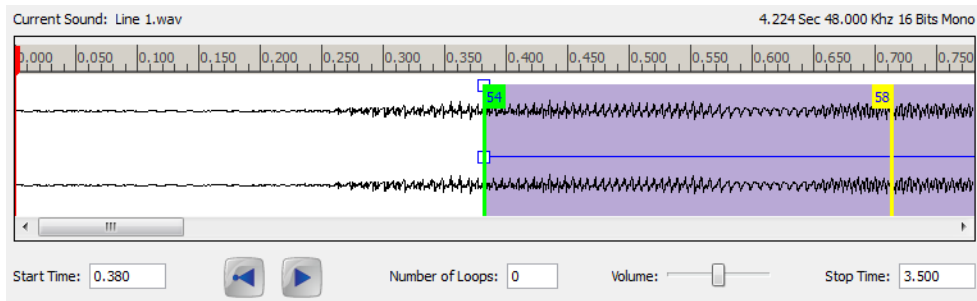 Current Sound: Line 1.wav 4.224 Sec 48.000 Khz 16 Bits Mono
0.000 0.050 0.100 0.150 0.200 0.250 0.300 0.350 0.400 0.450 0.500 0.550 0.600 0.650 0.700 0.750
54 58
Start Time: 0.380 Number of Loops: 0 Volume: Stop Time: 3.500